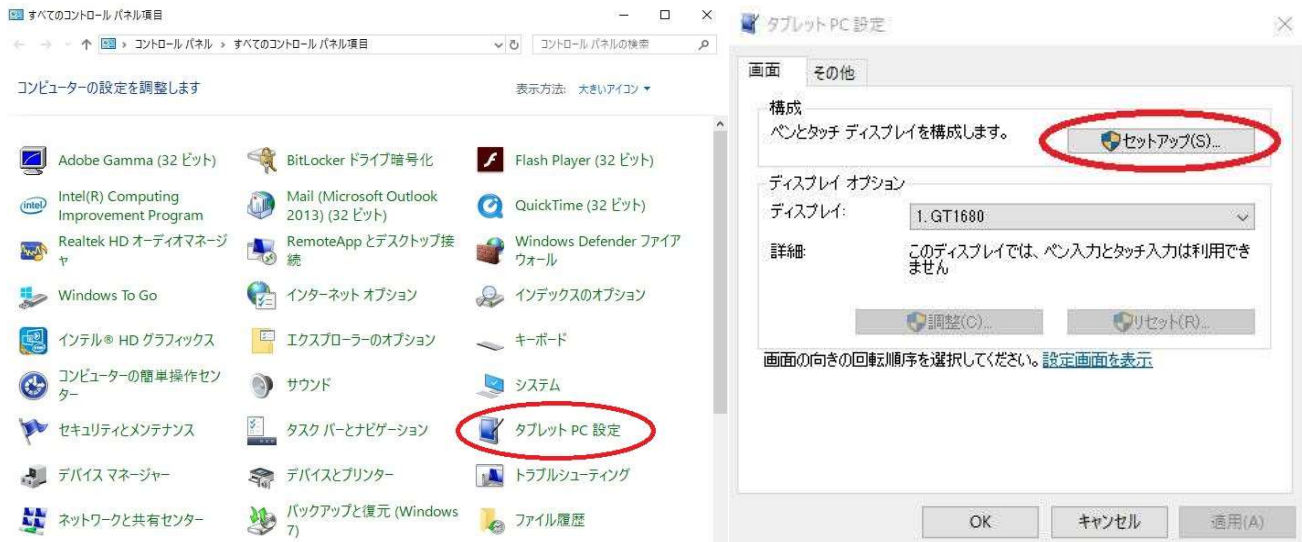 すべてのコントロール パネル項目
コントロール パネル › すべてのコントロール パネル項目
コントロール パネルの検索
コンピューターの設定を調整します
表示方法: 大きいアイコン
Adobe Gamma (32 ビット)
BitLocker ドライブ暗号化
Flash Player (32 ビット)
Intel(R) Computing
Improvement Program
Mail (Microsoft Outlook
2013) (32 ビット)
QuickTime (32 ビット)
Realtek HD オーディオマネージ
ャ
RemoteApp とデスクトップ接
続
Windows Defender ファイア
ウォール
Windows To Go
インターネット オプション
インデックスのオプション
インテル® HD グラフィックス
エクスプローラーのオプション
キーボード
コンピューターの簡単操作セン
ター
サウンド
システム
セキュリティとメンテナンス
タスク バーとナビゲーション
タブレット PC 設定
デバイス マネージャー
デバイスとプリンター
トラブルシューティング
ネットワークと共有センター
バックアップと復元 (Windows
7)
ファイル履歴
タブレット PC 設定
画面
その他
構成
ペンとタッチ ディスプレイを構成します。
セットアップ(S)...
ディスプレイ オプション
ディスプレイ:
1. GT1680
詳細:
このディスプレイでは、ペン入力とタッチ入力は利用でき
ません
調整(C)...
リセット(R)...
画面の向きの回転順序を選択してください。設定画面を表示
OK
キャンセル
適用(A)